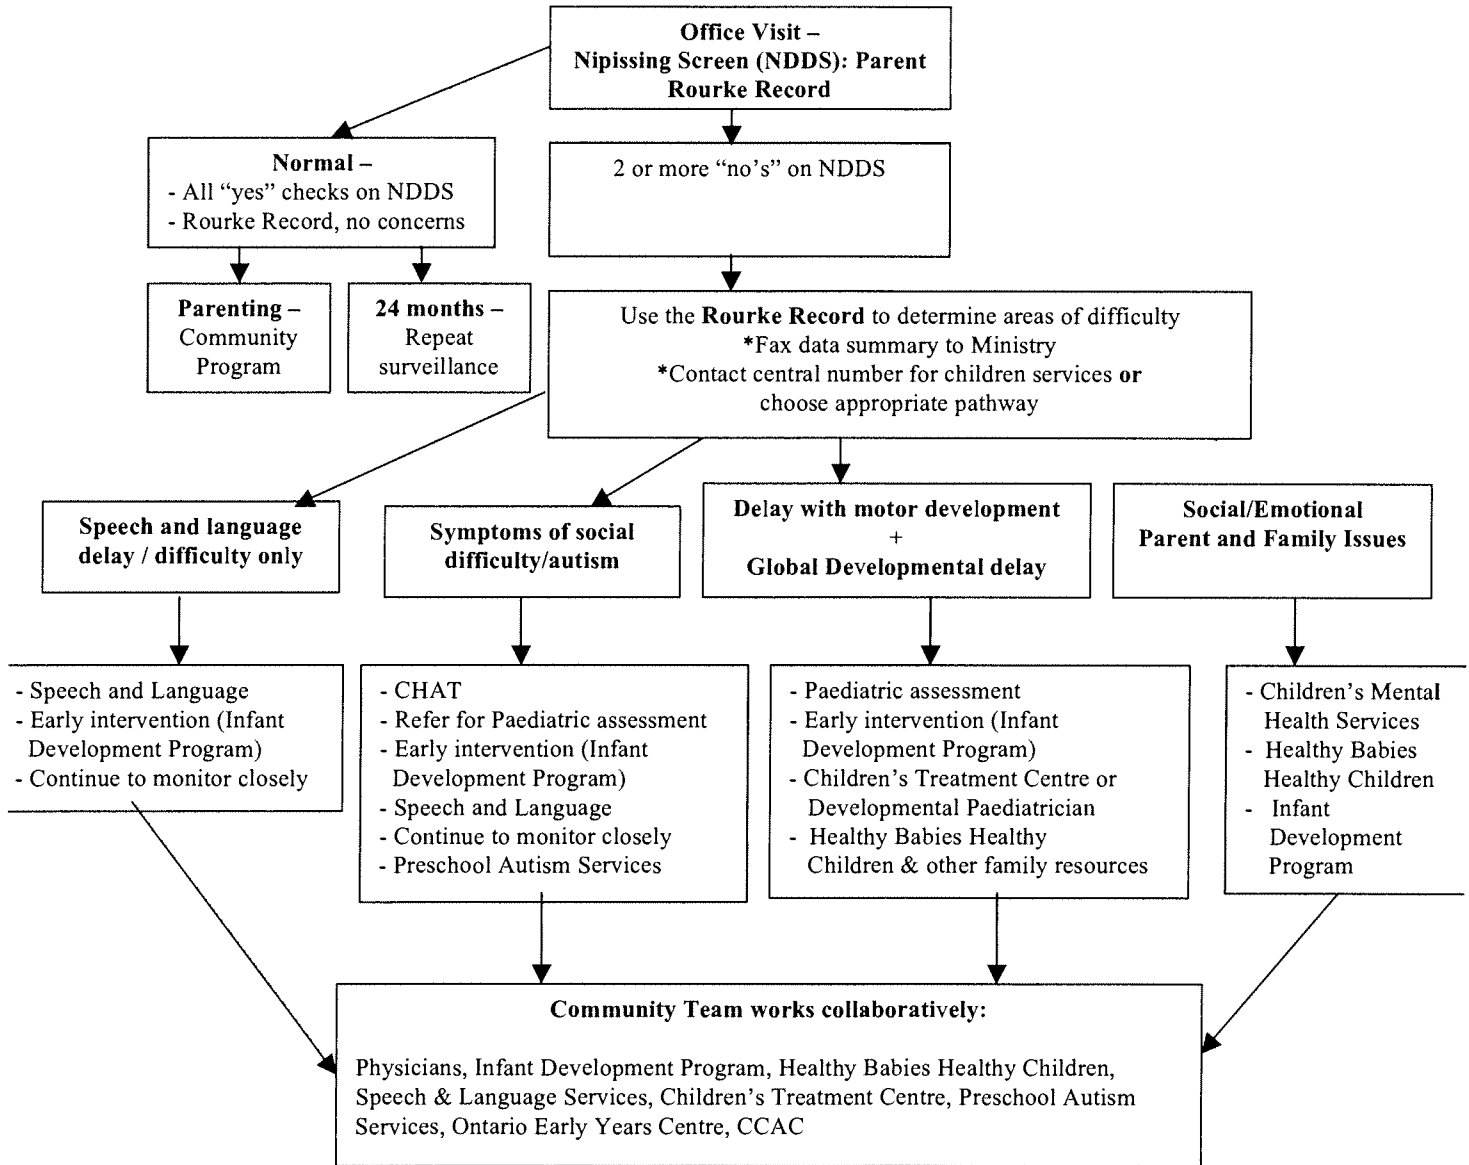 Office Visit –
Nipissing Screen (NDDS): Parent
Rourke Record
Normal –
- All “yes” checks on NDDS
- Rourke Record, no concerns
2 or more “no’s” on NDDS
Parenting –
Community
Program
24 months –
Repeat
surveillance
Use the Rourke Record to determine areas of difficulty
*Fax data summary to Ministry
*Contact central number for children services or
choose appropriate pathway
Speech and language
delay / difficulty only
Symptoms of social
difficulty/autism
Delay with motor development
+
Global Developmental delay
Social/Emotional
Parent and Family Issues
- Speech and Language
- Early intervention (Infant
Development Program)
- Continue to monitor closely
- CHAT
- Refer for Paediatric assessment
- Early intervention (Infant
Development Program)
- Speech and Language
- Continue to monitor closely
- Preschool Autism Services
- Paediatric assessment
- Early intervention (Infant
Development Program)
- Children’s Treatment Centre or
Developmental Paediatrician
- Healthy Babies Healthy
Children & other family resources
- Children’s Mental
Health Services
- Healthy Babies
Healthy Children
- Infant
Development
Program
Community Team works collaboratively:
Physicians, Infant Development Program, Healthy Babies Healthy Children,
Speech & Language Services, Children’s Treatment Centre, Preschool Autism
Services, Ontario Early Years Centre, CCAC